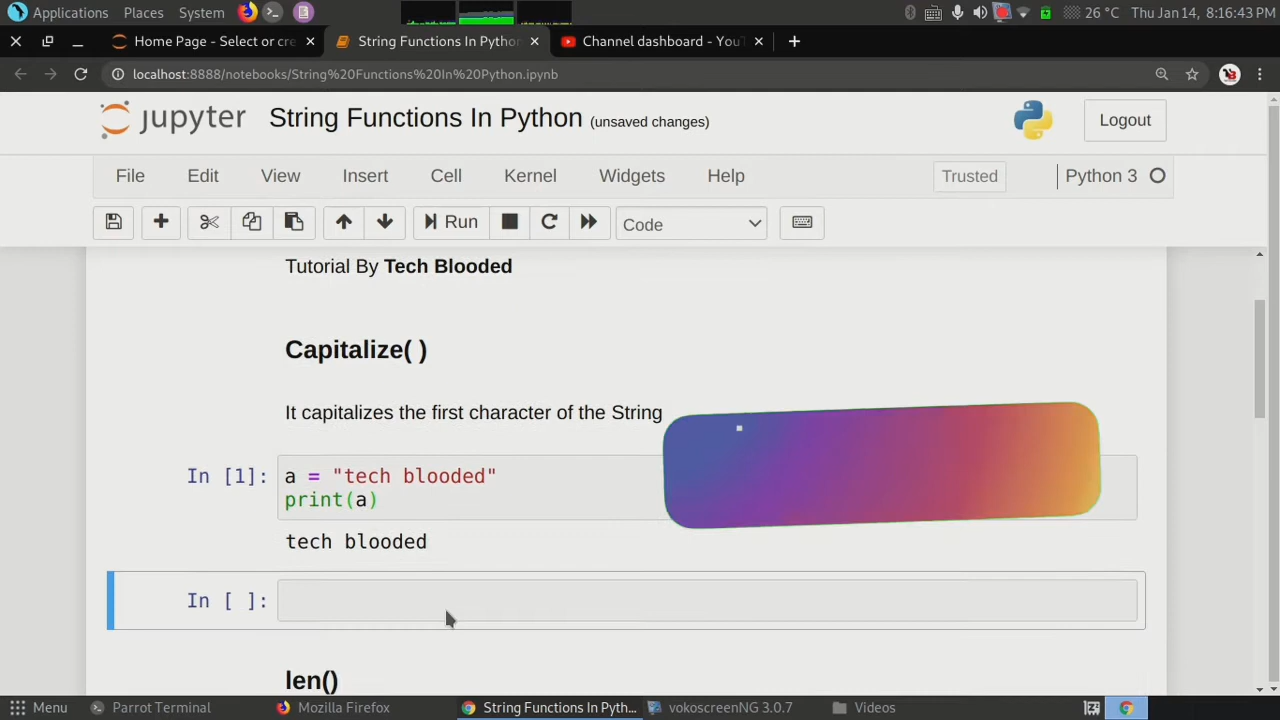 Applications Places System 26 °C Thu Jan 14, 8:16:43 PM
Home Page - Select or cre String Functions In Python Channel dashboard - YouT
localhost:8888/notebooks/String%20Functions%20In%20Python.ipynb
jupyter String Functions In Python (unsaved changes) Logout
File Edit View Insert Cell Kernel Widgets Help Trusted Python 3
Run Code
Tutorial By Tech Blooded
Capitalize( )
It capitalizes the first character of the String
In [1]: a = "tech blooded"
print(a)
tech blooded
In [ ]:
len()
Menu Parrot Terminal Mozilla Firefox String Functions In Pyth... vokoscreenNG 3.0.7 Videos